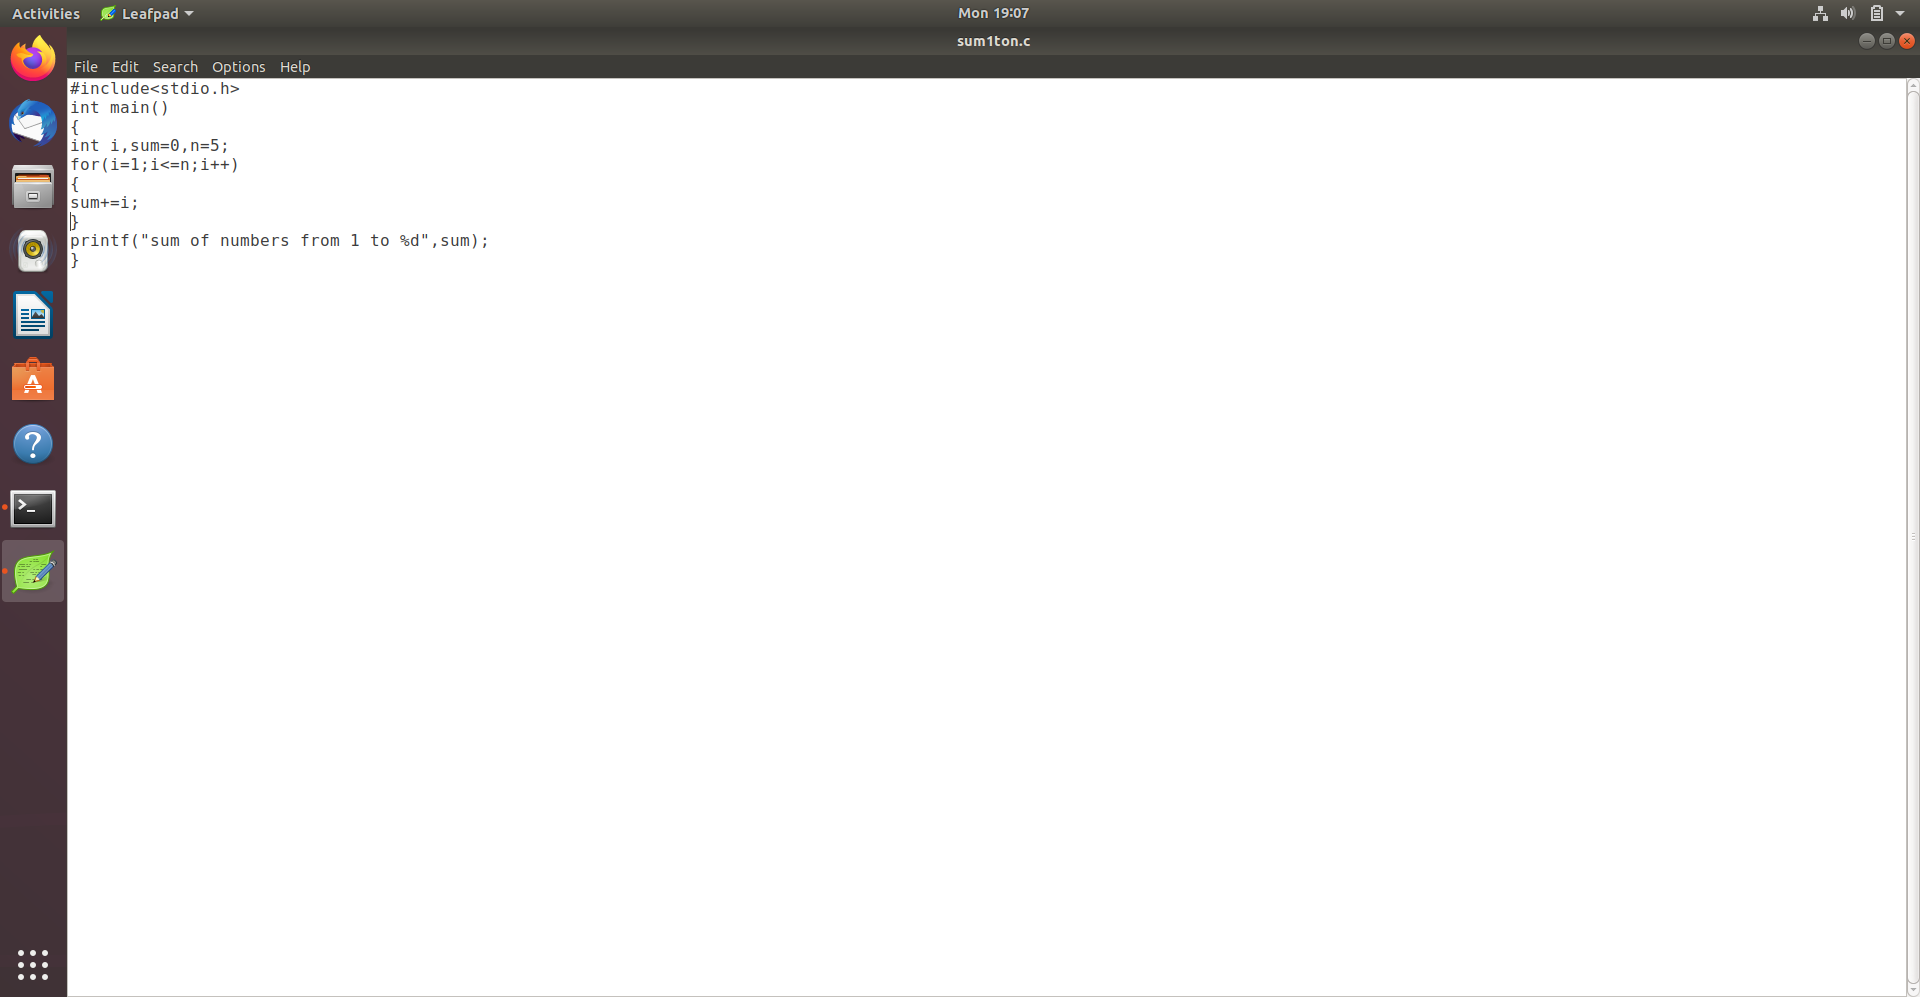 Activities Leafpad Mon 19:07
sum1ton.c
File Edit Search Options Help
#include<stdio.h>
int main()
{
int i,sum=0,n=5;
for(i=1;i<=n;i++)
{
sum+=i;
}
printf("sum of numbers from 1 to %d",sum);
}